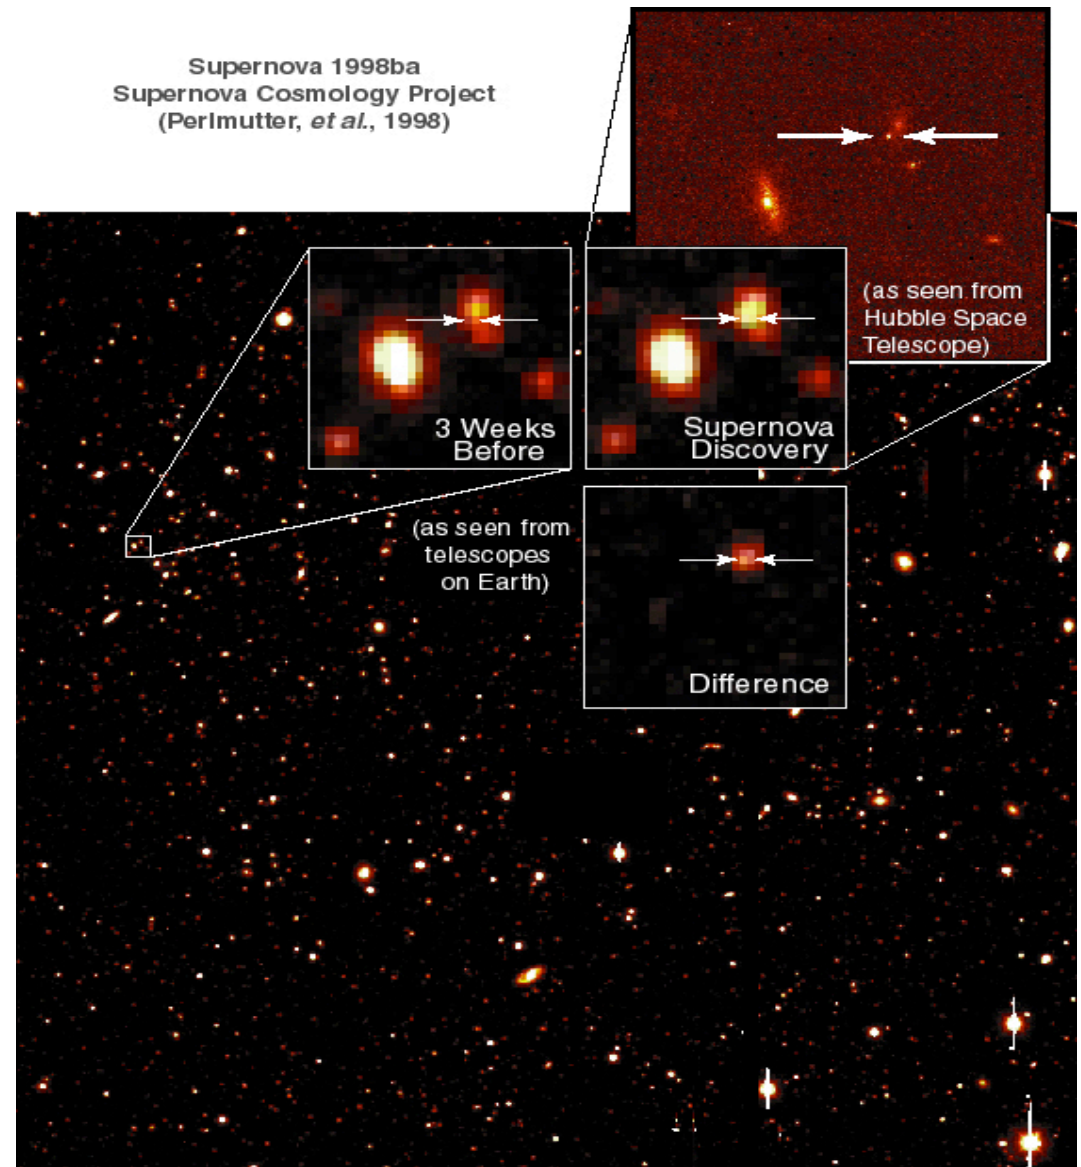 Supernova 1998ba
Supernova Cosmology Project
(Perlmutter, et al., 1998)
(as seen from
Hubble Space
Telescope)
3 Weeks
Before
Supernova
Discovery
(as seen from
telescopes
on Earth)
Difference